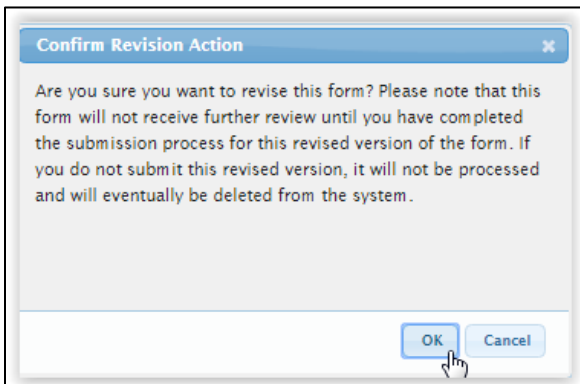 Confirm Revision Action
Are you sure you want to revise this form? Please note that this
form will not receive further review until you have completed
the submission process for this revised version of the form. If
you do not submit this revised version, it will not be processed
and will eventually be deleted from the system.
OK Cancel